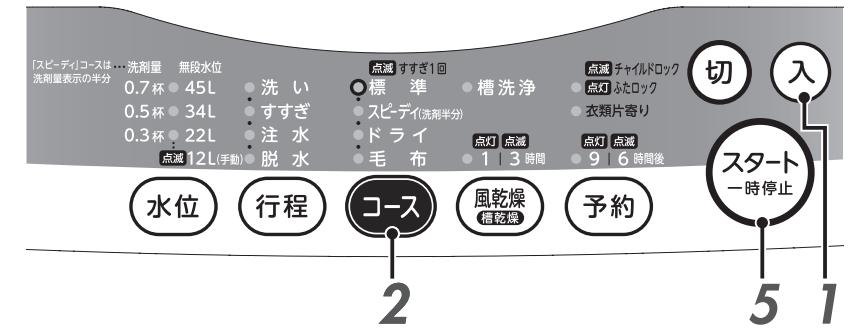 「スピーディ」コースは
洗剤量表示の半分
洗剤量 無段水位
0.7杯 45L
0.5杯 34L
0.3杯 22L
点滅 12L(手動)
洗い
すすぎ
注水
脱水
点滅 すすぎ1回
標準
スピーディ(洗剤半分)
ドライ
毛布
槽洗浄
点灯 点滅
1 | 3 時間
点滅 チャイルドロック
点灯 ふたロック
衣類片寄り
点灯 点滅
9 | 6 時間後
切
入
水位
行程
コース
風乾燥
槽乾燥
予約
スタート
一時停止
2
5
1